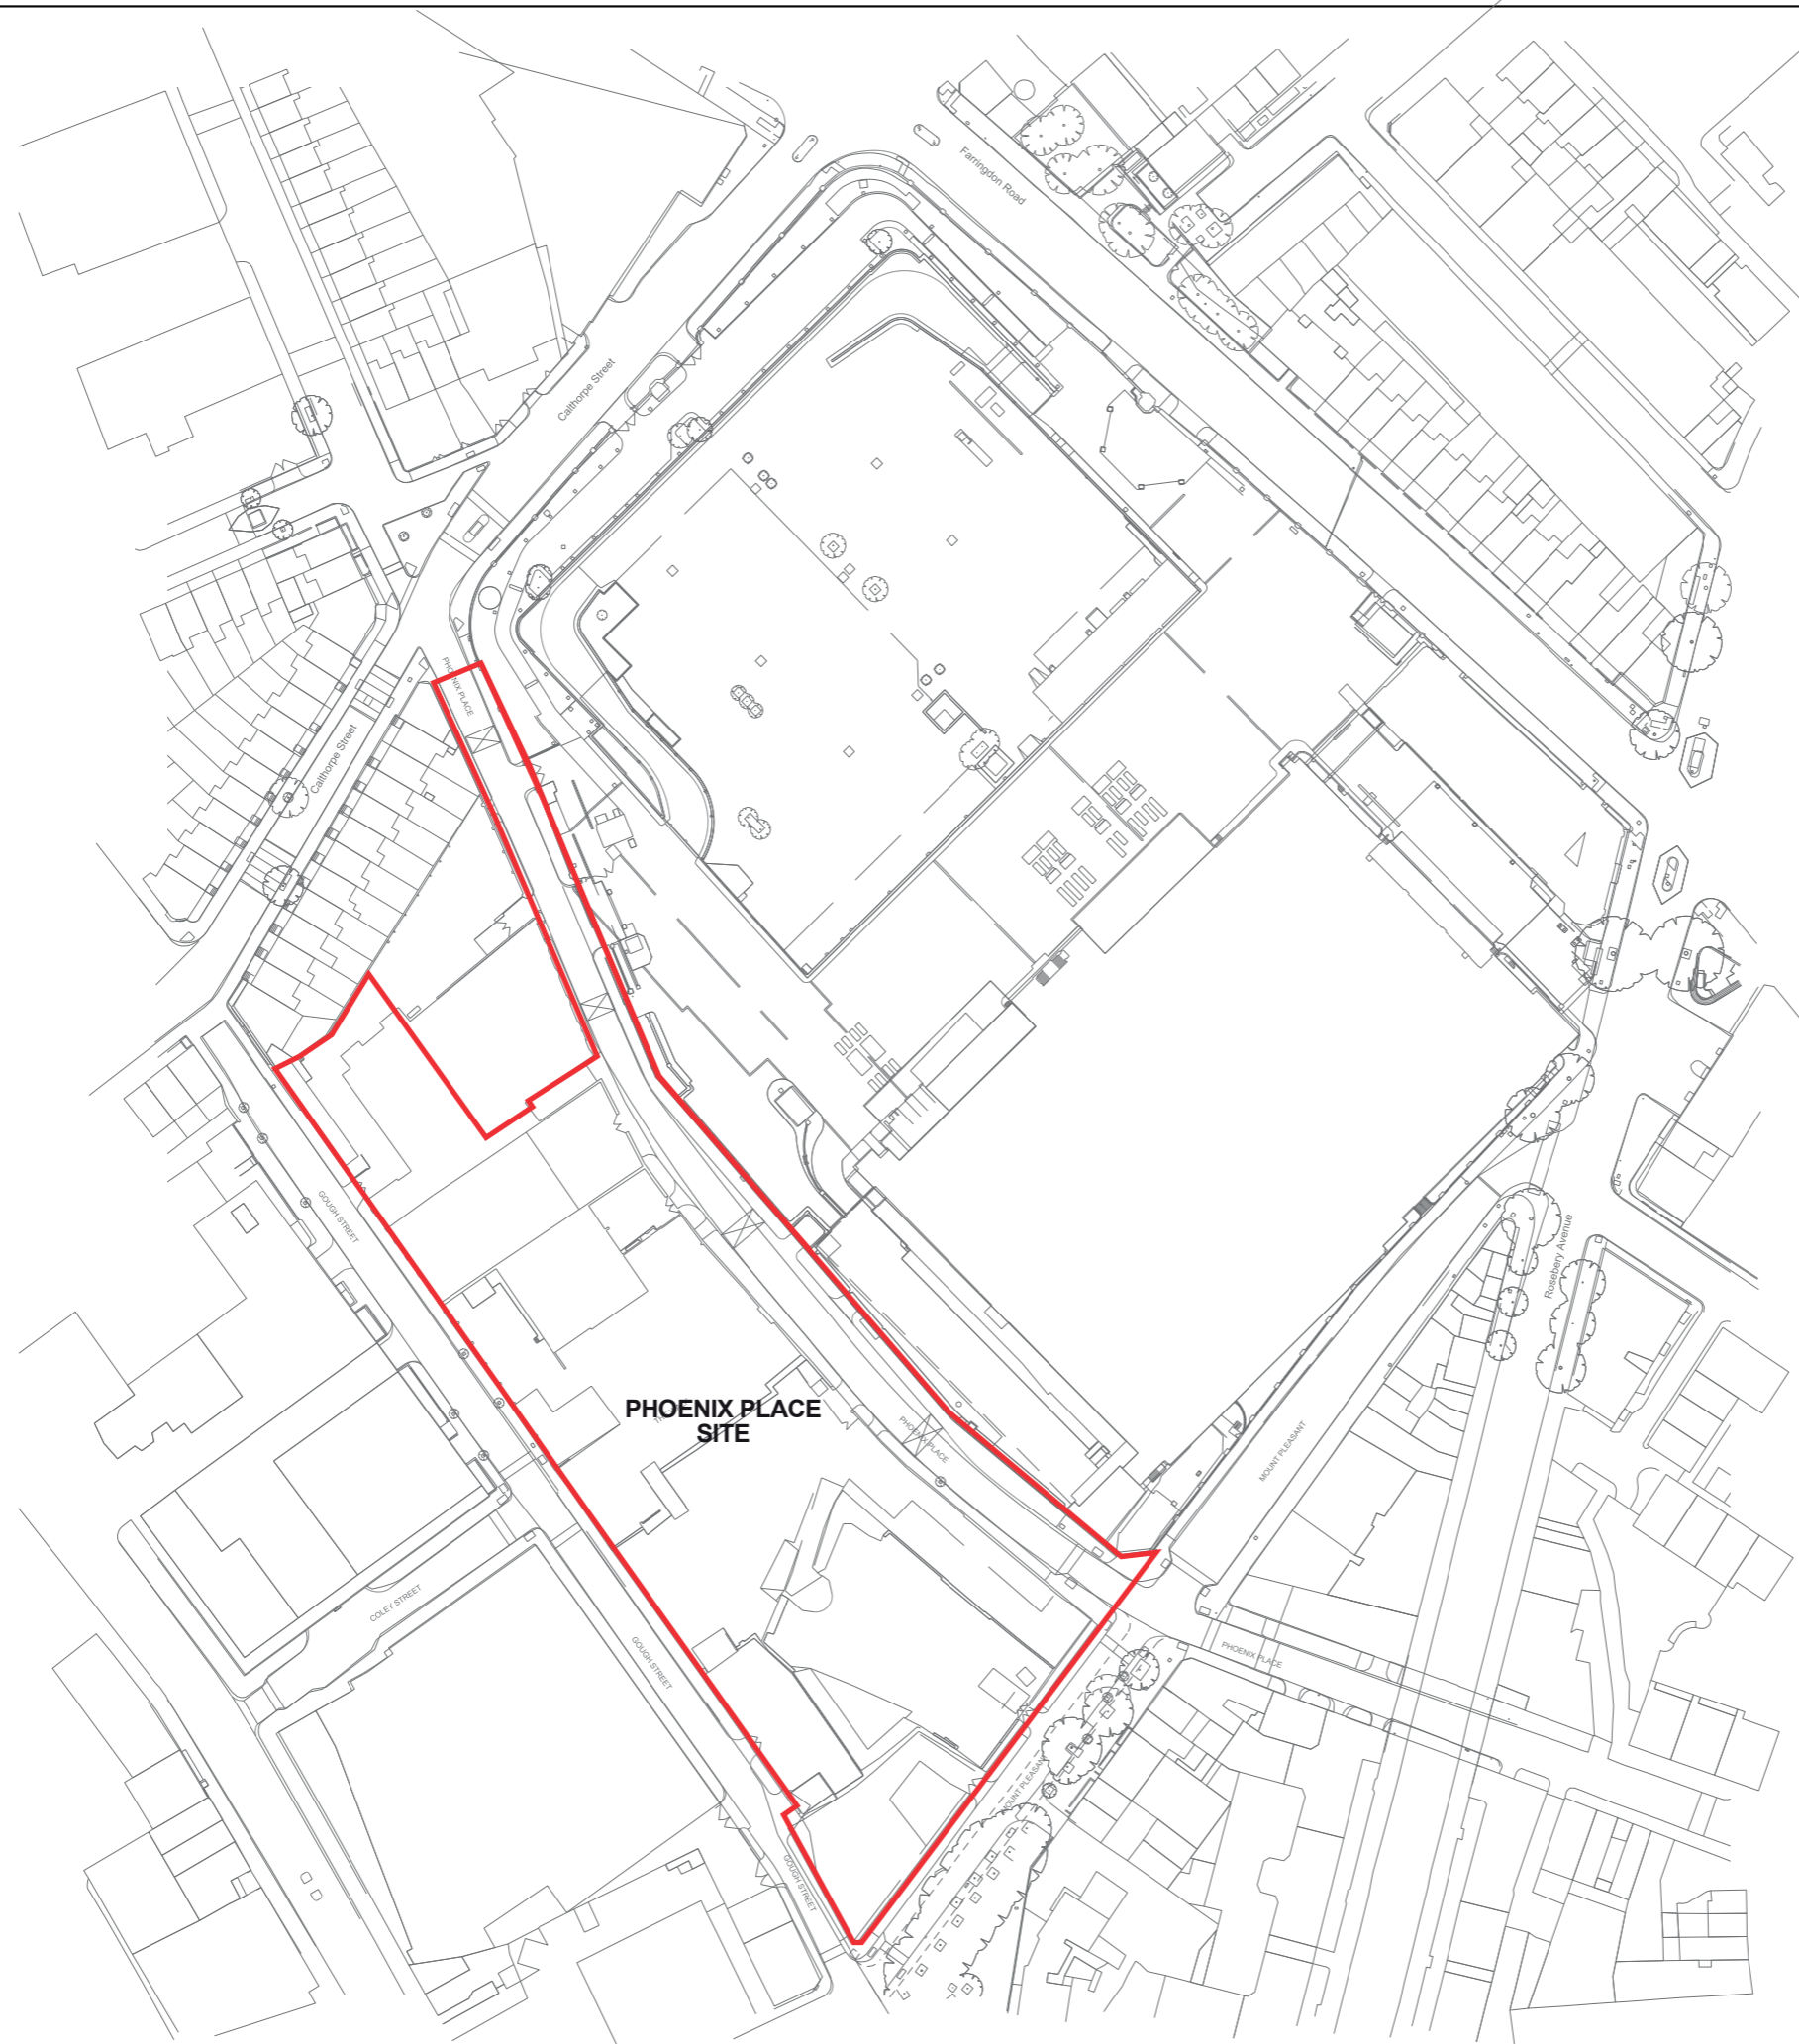 Farringdon Road
Calthorpe Street
PHOENIX PLACE
Calthorpe Street
GOUGH STREET
Rosebery Avenue
PHOENIX PLACE
SITE
PHOENIX PLACE
MOUNT PLEASANT
COLEY STREET
GOUGH STREET
PHOENIX PLACE
MOUNT PLEASANT
GOUGH STREET